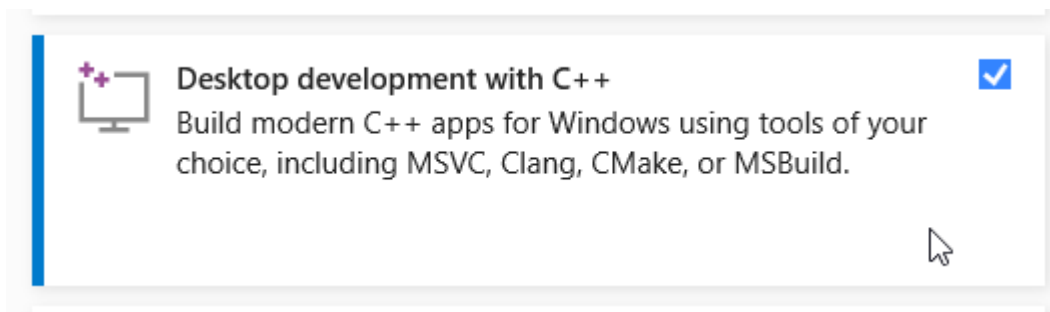 Desktop development with C++
Build modern C++ apps for Windows using tools of your
choice, including MSVC, Clang, CMake, or MSBuild.